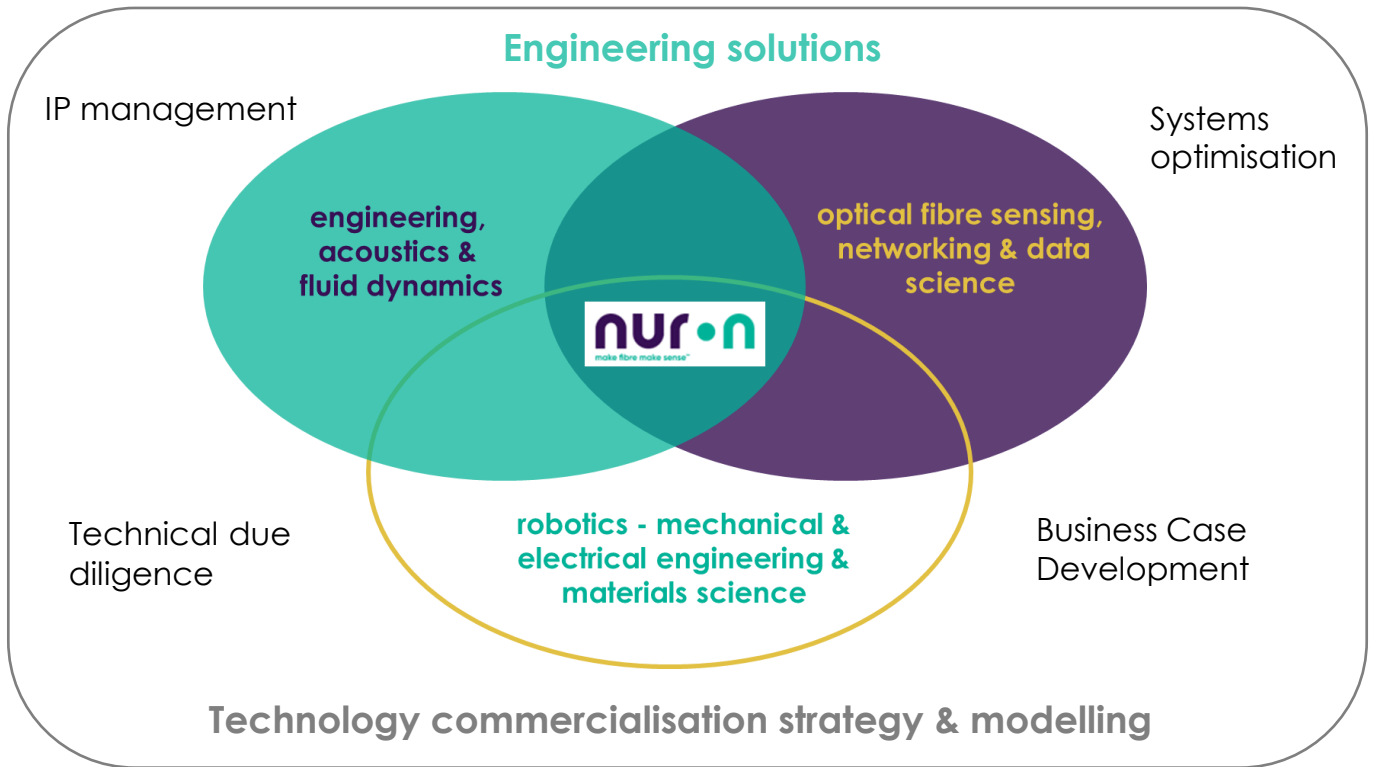 Engineering solutions
IP management
Systems
optimisation
engineering,
acoustics &
fluid dynamics
optical fibre sensing,
networking & data
science
nur•n
make fibre make sense™
Technical due
diligence
robotics - mechanical &
electrical engineering &
materials science
Business Case
Development
Technology commercialisation strategy & modelling